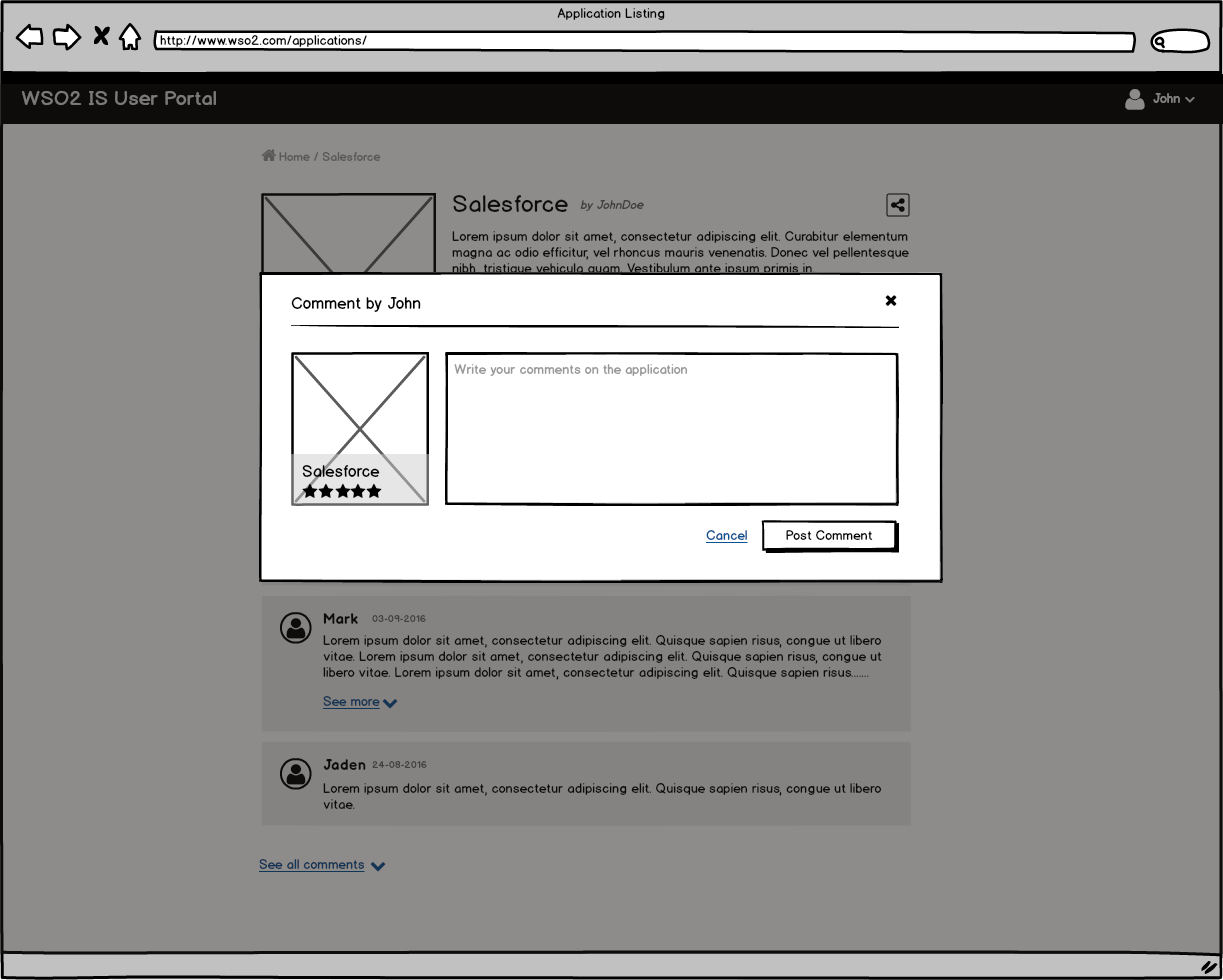 Application Listing
http://www.wso2.com/applications/
WSO2 IS User Portal
John
Home / Salesforce
Salesforce by JohnDoe
Lorem ipsum dolor sit amet, consectetur adipiscing elit. Curabitur elementum
magna ac odio efficitur, vel rhoncus mauris venenatis. Donec vel pellentesque
nibh, tristique vehicula quam. Vestibulum ante ipsum primis in.
Comment by John
Write your comments on the application
Salesforce
Cancel
Post Comment
Mark 03-09-2016
Lorem ipsum dolor sit amet, consectetur adipiscing elit. Quisque sapien risus, congue ut libero
vitae. Lorem ipsum dolor sit amet, consectetur adipiscing elit. Quisque sapien risus, congue ut
libero vitae. Lorem ipsum dolor sit amet, consectetur adipiscing elit. Quisque sapien risus.......
See more
Jaden 24-08-2016
Lorem ipsum dolor sit amet, consectetur adipiscing elit. Quisque sapien risus, congue ut libero
vitae.
See all comments